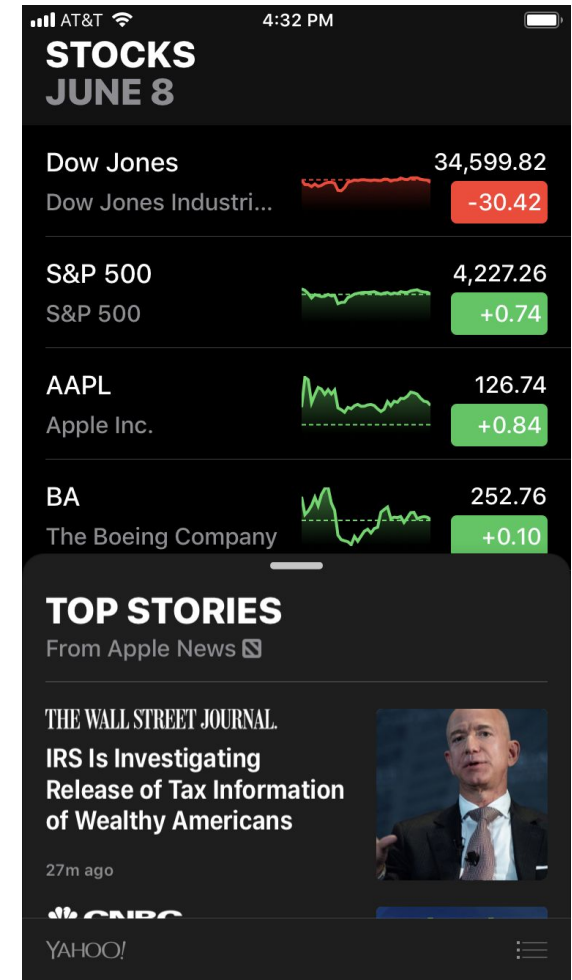 AT&T 4:32 PM
STOCKS
JUNE 8
Dow Jones 34,599.82
Dow Jones Industri... -30.42
S&P 500 4,227.26
S&P 500 +0.74
AAPL 126.74
Apple Inc. +0.84
BA 252.76
The Boeing Company +0.10
TOP STORIES
From Apple News
THE WALL STREET JOURNAL.
IRS Is Investigating
Release of Tax Information
of Wealthy Americans
27m ago
CNBC
YAHOO!